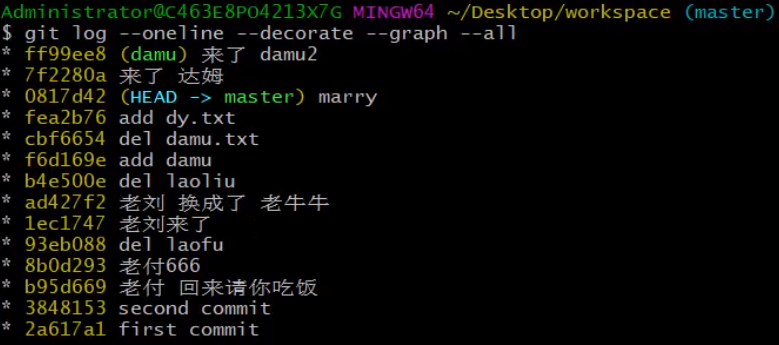 Administrator@C463E8PO4213X7G MINGW64 ~/Desktop/workspace (master)
$ git log --oneline --decorate --graph --all
* ff99ee8 (damu) 来了 damu2
* 7f2280a 来了 达姆
* 0817d42 (HEAD -> master) marry
* fea2b76 add dy.txt
* cbf6654 del damu.txt
* f6d169e add damu
* b4e500e del laoliu
* ad427f2 老刘 换成了 老牛牛
* 1ec1747 老刘来了
* 93eb088 del laofu
* 8b0d293 老付666
* b95d669 老付 回来请你吃饭
* 3848153 second commit
* 2a617a1 first commit